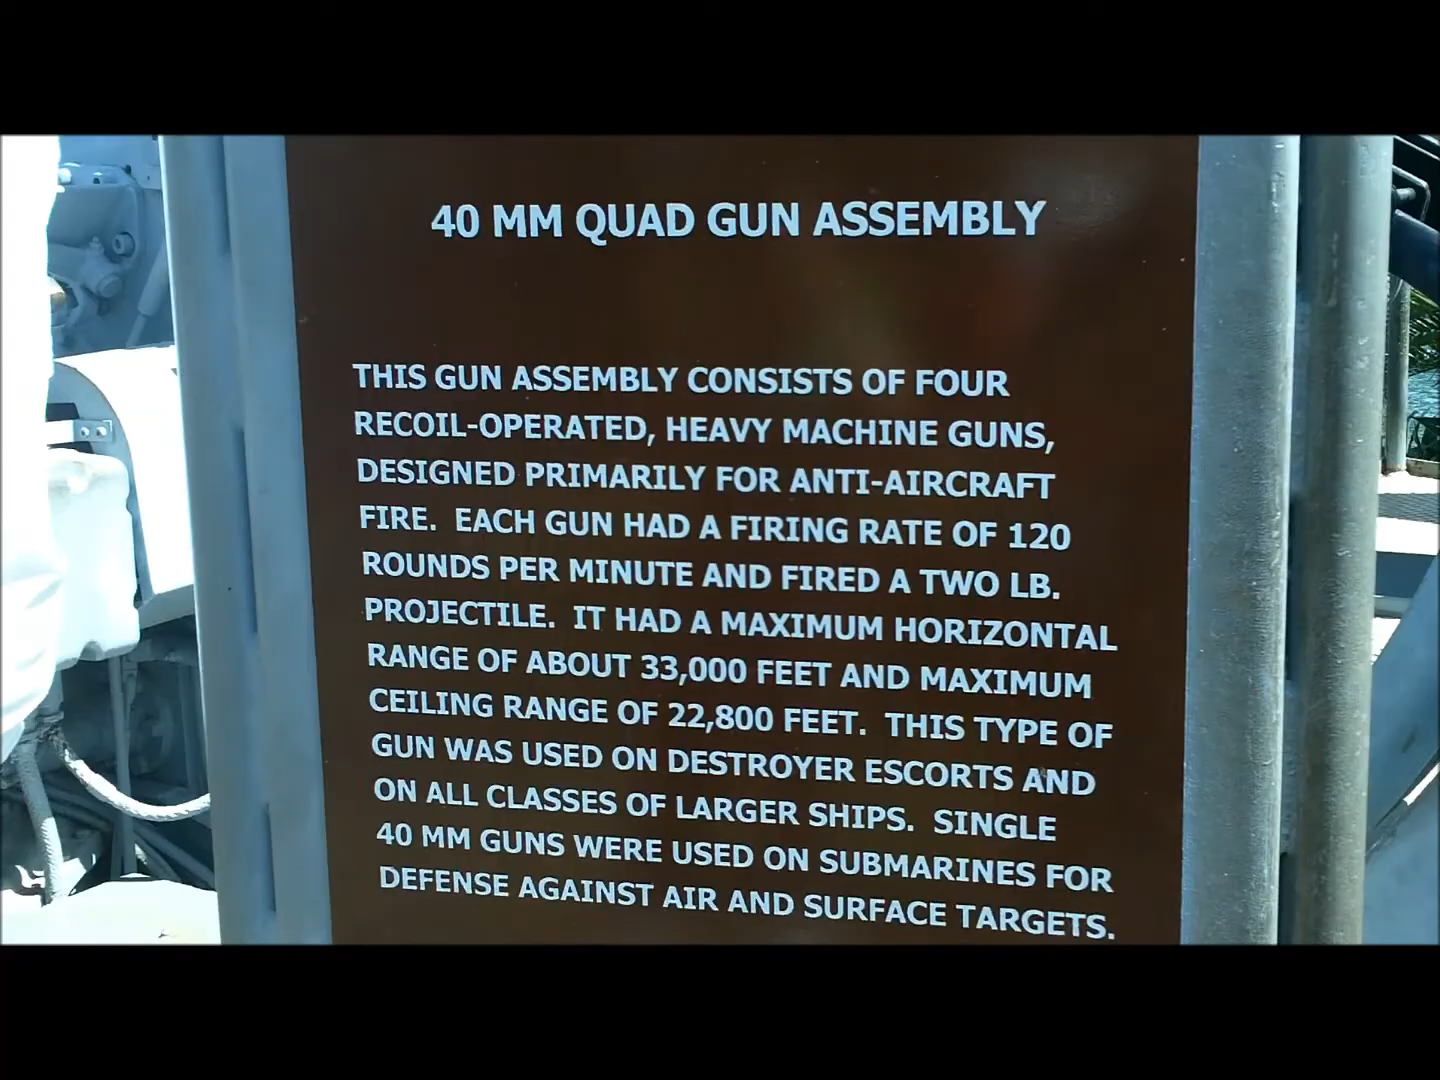 40 MM QUAD GUN ASSEMBLY
THIS GUN ASSEMBLY CONSISTS OF FOUR
RECOIL-OPERATED, HEAVY MACHINE GUNS,
DESIGNED PRIMARILY FOR ANTI-AIRCRAFT
FIRE.  EACH GUN HAD A FIRING RATE OF 120
ROUNDS PER MINUTE AND FIRED A TWO LB.
PROJECTILE.  IT HAD A MAXIMUM HORIZONTAL
RANGE OF ABOUT 33,000 FEET AND MAXIMUM
CEILING RANGE OF 22,800 FEET.  THIS TYPE OF
GUN WAS USED ON DESTROYER ESCORTS AND
ON ALL CLASSES OF LARGER SHIPS.  SINGLE
40 MM GUNS WERE USED ON SUBMARINES FOR
DEFENSE AGAINST AIR AND SURFACE TARGETS.